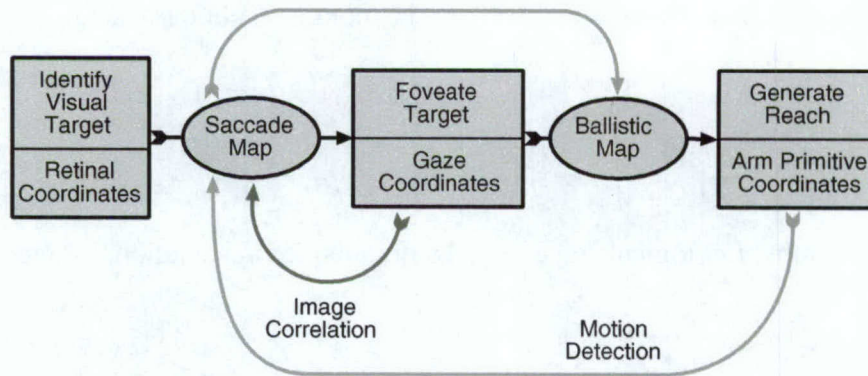 Identify
Visual
Target
Retinal
Coordinates
Saccade
Map
Foveate
Target
Gaze
Coordinates
Ballistic
Map
Generate
Reach
Arm Primitive
Coordinates
Image
Correlation
Motion
Detection